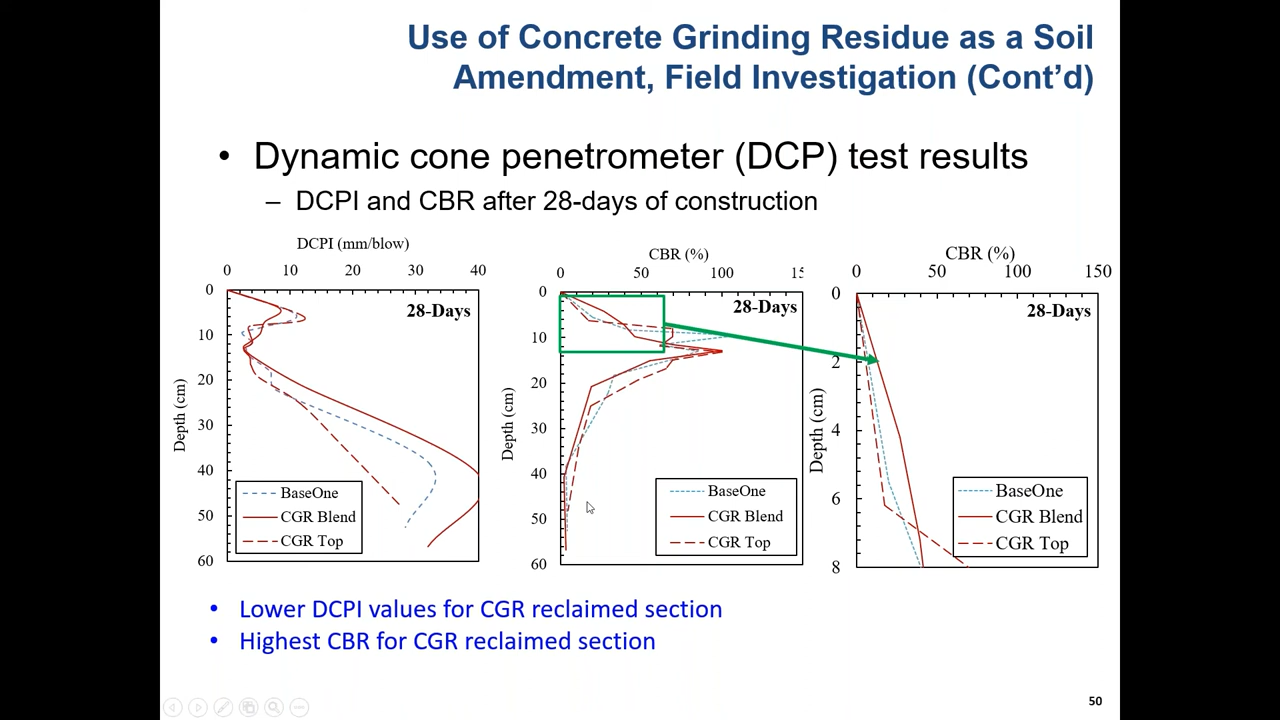 Use of Concrete Grinding Residue as a Soil
Amendment, Field Investigation (Cont’d)
• Dynamic cone penetrometer (DCP) test results
– DCPI and CBR after 28-days of construction
DCPI (mm/blow)
0 10 20 30 40
0
10
20
30
40
50
60
Depth (cm)
28-Days
BaseOne
CGR Blend
CGR Top
CBR (%)
0 50 100 15
0
10
20
30
40
50
60
Depth (cm)
28-Days
BaseOne
CGR Blend
CGR Top
CBR (%)
0 50 100 150
0
2
4
6
8
Depth (cm)
28-Days
BaseOne
CGR Blend
CGR Top
• Lower DCPI values for CGR reclaimed section
• Highest CBR for CGR reclaimed section
50